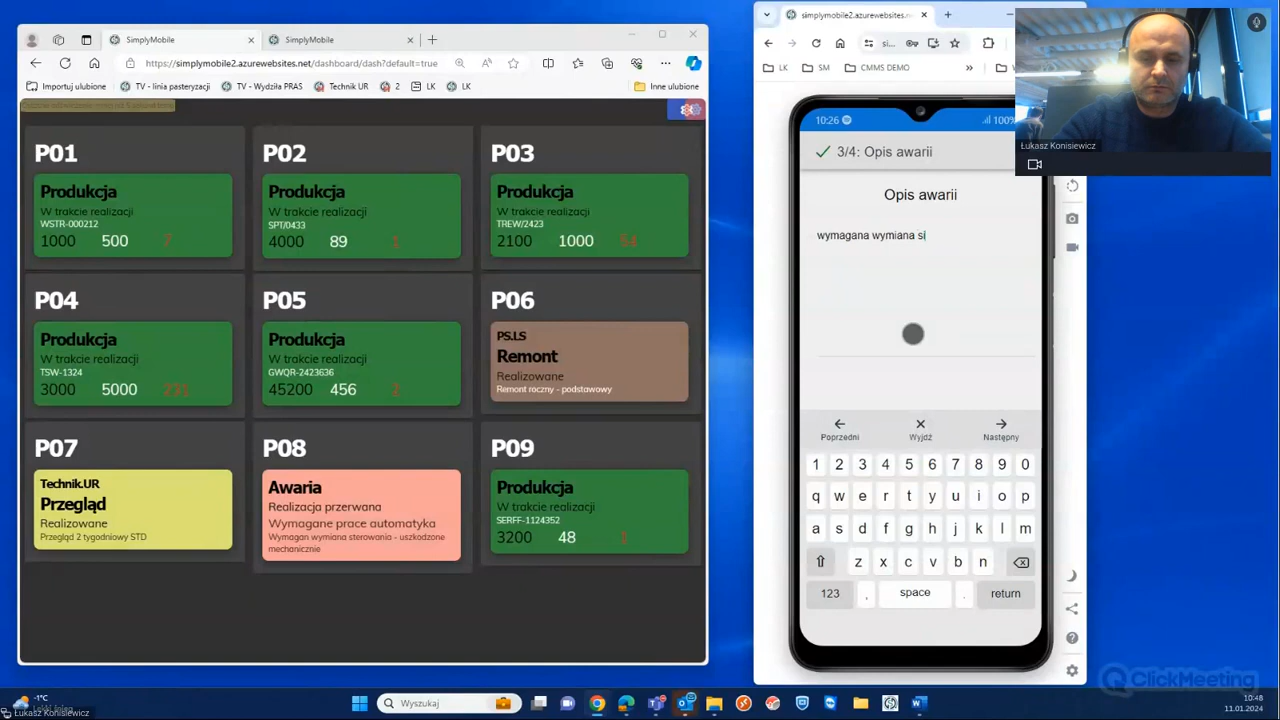 SimplyMobile
SimplyMobile
https://simplymobile2.azurewebsites.net/dashboard/dash?default=true
Importuj ulubione
TV - linia pasteryzacji
TV - Wydziła PRAS
Technik UR
2
LK
LK
Inne ulubione
P01
Produkcja
W trakcie realizacji
WSTR-000212
1000 500 7
P02
Produkcja
W trakcie realizacji
SPT/0433
4000 89 1
P03
Produkcja
W trakcie realizacji
TREW/2423
2100 1000 54
P04
Produkcja
W trakcie realizacji
TSW-1324
3000 5000
P05
Produkcja
W trakcie realizacji
GWQR-2423636
45200 456
P06
PS.LS
Remont
Realizowane
Remont roczny - podstawowy
P07
Technik.UR
Przegląd
Realizowane
Przegląd 2 tygodniowy STD
P08
Awaria
Realizacja przerwana
Wymagane prace automatyka
Wymagan wymiana sterowania - uszkodzone
mechanicznie
P09
Produkcja
W trakcie realizacji
SERFF-1124352
3200 48
simplymobile2.azurewebsites.ne
si...
LK
SM
CMMS DEMO
»
10:26
100%
3/4: Opis awarii
Opis awarii
wymagana wymiana si
Poprzedni
Wyjdź
Następny
1 2 3 4 5 6 7 8 9 0
q w e r t y u i o p
a s d f g h j k l m
z x c v b n
123 , space . return
Łukasz Konisiewicz
ClickMeeting
-1°C
Łukasz Konisiewicz
Wyszukaj
10:48
11.01.2024